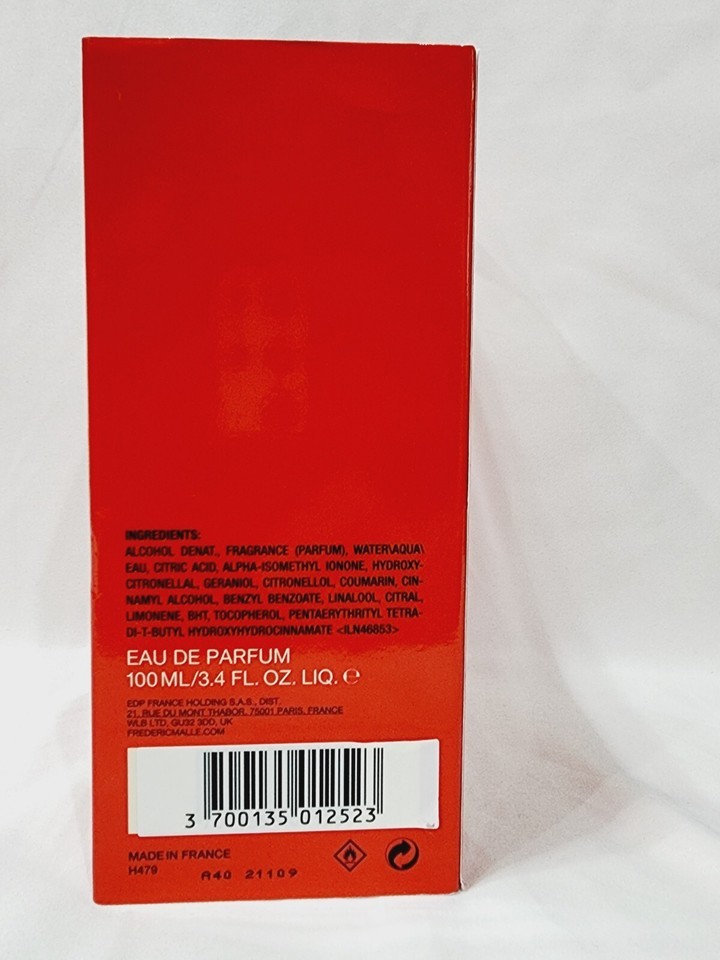 INGREDIENTS:
ALCOHOL DENAT., FRAGRANCE (PARFUM), WATER\AQUA\
EAU, CITRIC ACID, ALPHA-ISOMETHYL IONONE, HYDROXY-
CITRONELLAL, GERANIOL, CITRONELLOL, COUMARIN, CIN-
NAMYL ALCOHOL, BENZYL BENZOATE, LINALOOL, CITRAL,
LIMONENE, BHT, TOCOPHEROL, PENTAERYTHRITYL TETRA-
DI-T-BUTYL HYDROXYHYDROCINNAMATE <ILN46853>
EAU DE PARFUM
100 ML/3.4 FL. OZ. LIQ. ℮
EDP FRANCE HOLDING S.A.S., DIST.
21, RUE DU MONT THABOR, 75001 PARIS, FRANCE
WLB LTD, GU32 3DD, UK
FREDERICMALLE.COM
3 700135 012523
MADE IN FRANCE
H479
A40 21109